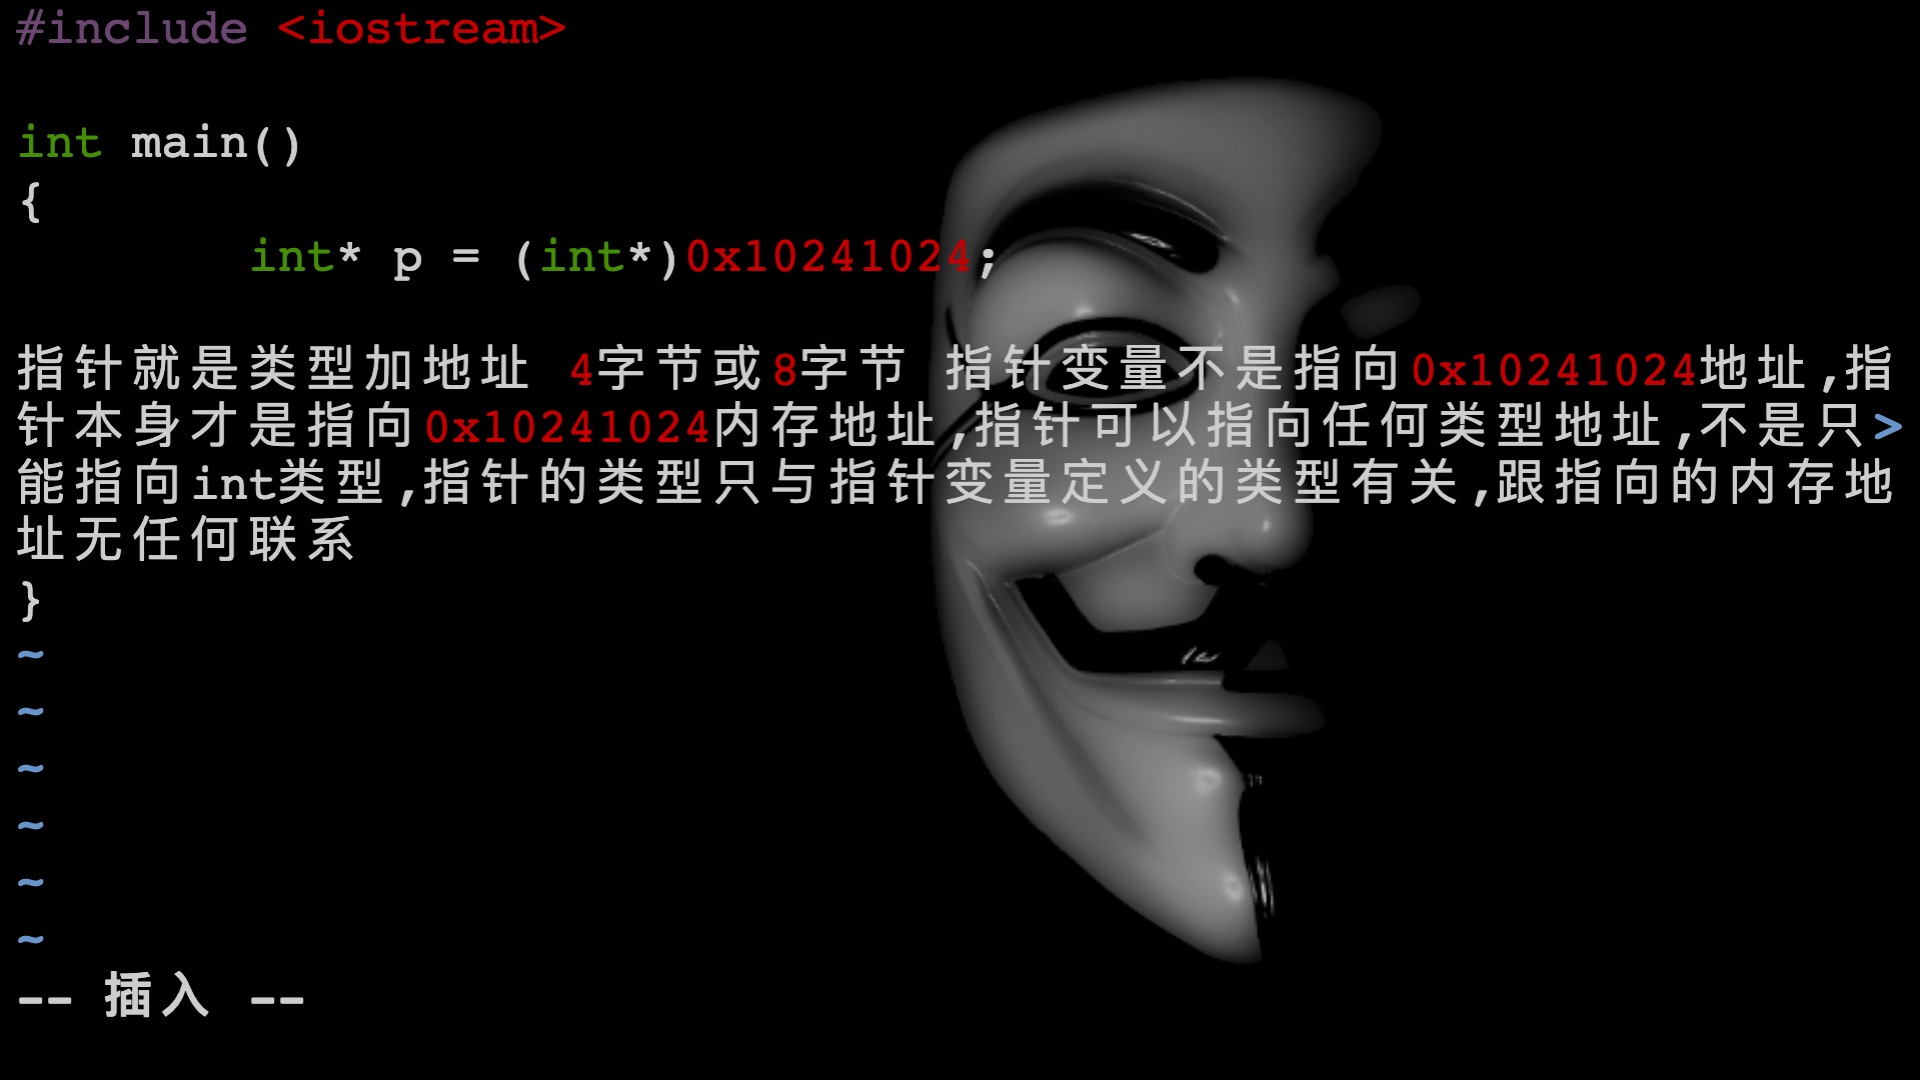 #include <iostream>
int main()
{
int* p = (int*)0x10241024;
指针就是类型加地址 4字节或8字节 指针变量不是指向0x10241024地址,指
针本身才是指向0x10241024内存地址,指针可以指向任何类型地址,不是只>
能指向int类型,指针的类型只与指针变量定义的类型有关,跟指向的内存地
址无任何联系
}
~
~
~
~
~
~
-- 插入 --